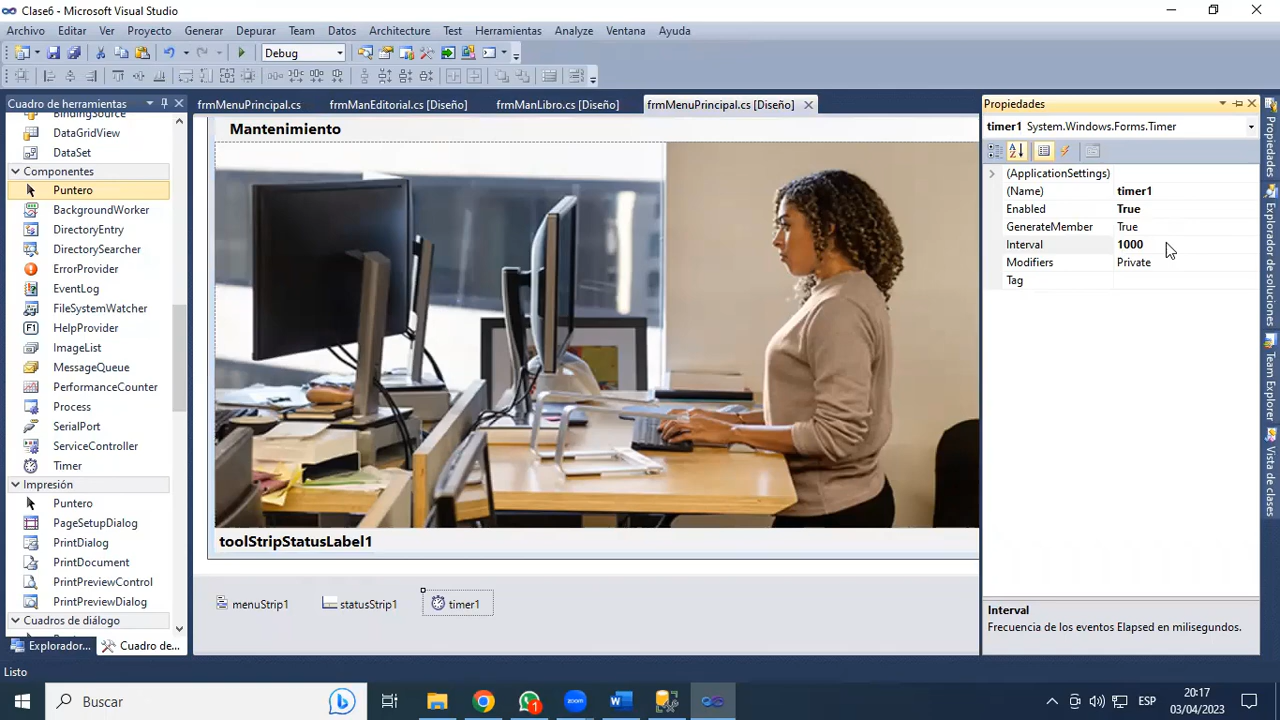 Clase6 - Microsoft Visual Studio
Archivo Editar Ver Proyecto Generar Depurar Team Datos Architecture Test Herramientas Analyze Ventana Ayuda
Debug
Cuadro de herramientas
frmMenuPrincipal.cs frmManEditorial.cs [Diseño] frmManLibro.cs [Diseño] frmMenuPrincipal.cs [Diseño]
BindingSource
DataGridView
DataSet
Componentes
Puntero
BackgroundWorker
DirectoryEntry
DirectorySearcher
ErrorProvider
EventLog
FileSystemWatcher
HelpProvider
ImageList
MessageQueue
PerformanceCounter
Process
SerialPort
ServiceController
Timer
Impresión
Puntero
PageSetupDialog
PrintDialog
PrintDocument
PrintPreviewControl
PrintPreviewDialog
Cuadros de diálogo
Explorador...
Cuadro de...
Mantenimiento
toolStripStatusLabel1
menuStrip1 statusStrip1 timer1
Propiedades
timer1 System.Windows.Forms.Timer
(ApplicationSettings)
(Name) timer1
Enabled True
GenerateMember True
Interval 1000
Modifiers Private
Tag
Interval
Frecuencia de los eventos Elapsed en milisegundos.
Propiedades
Explorador de soluciones
Team Explorer
Vista de clases
Listo
Buscar
1
zoom
ESP
20:17
03/04/2023